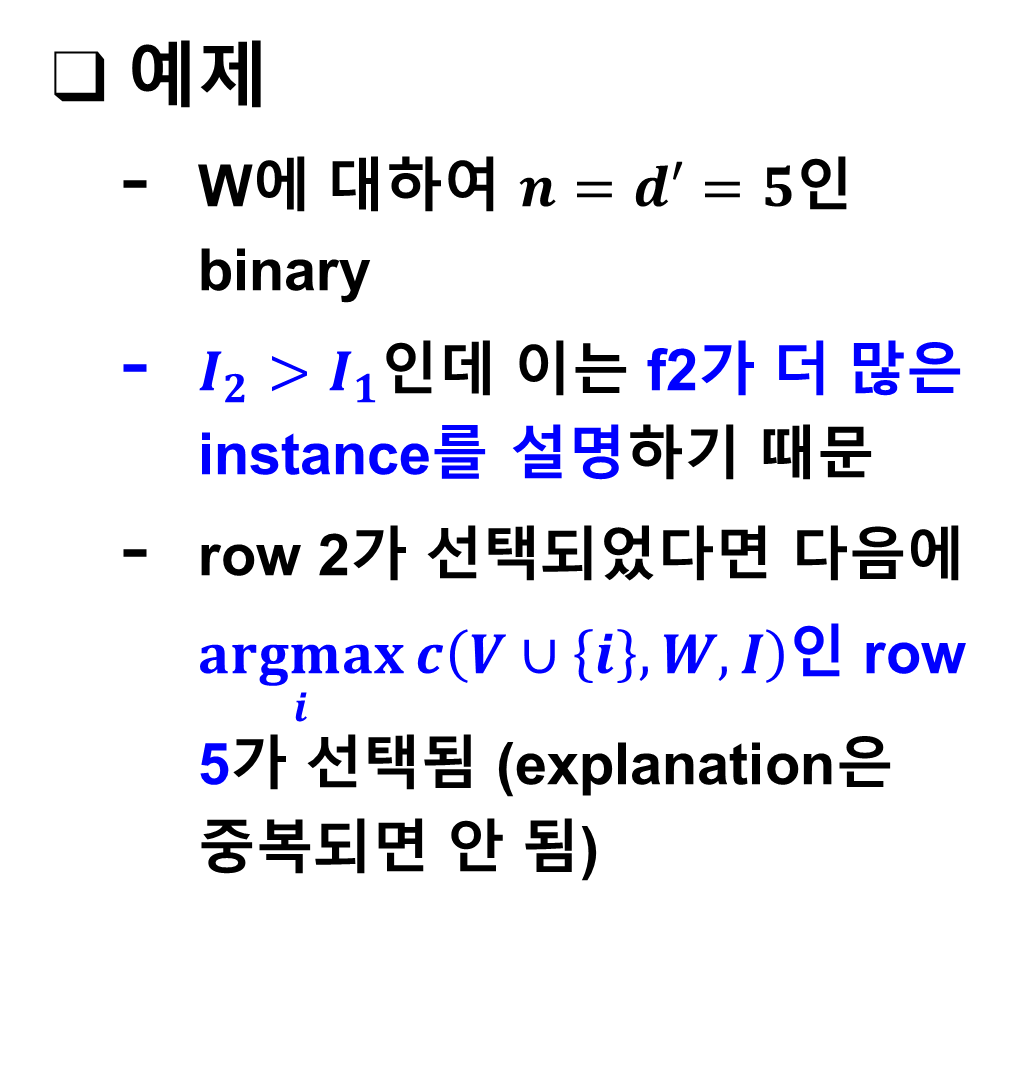 ❑ 예제
- W에 대하여 n = d′ = 5인
binary
- I₂ > I₁인데 이는 f2가 더 많은
instance를 설명하기 때문
- row 2가 선택되었다면 다음에
argmax c(V ∪ {i}, W, I)인 row
i
5가 선택됨 (explanation은
중복되면 안 됨)